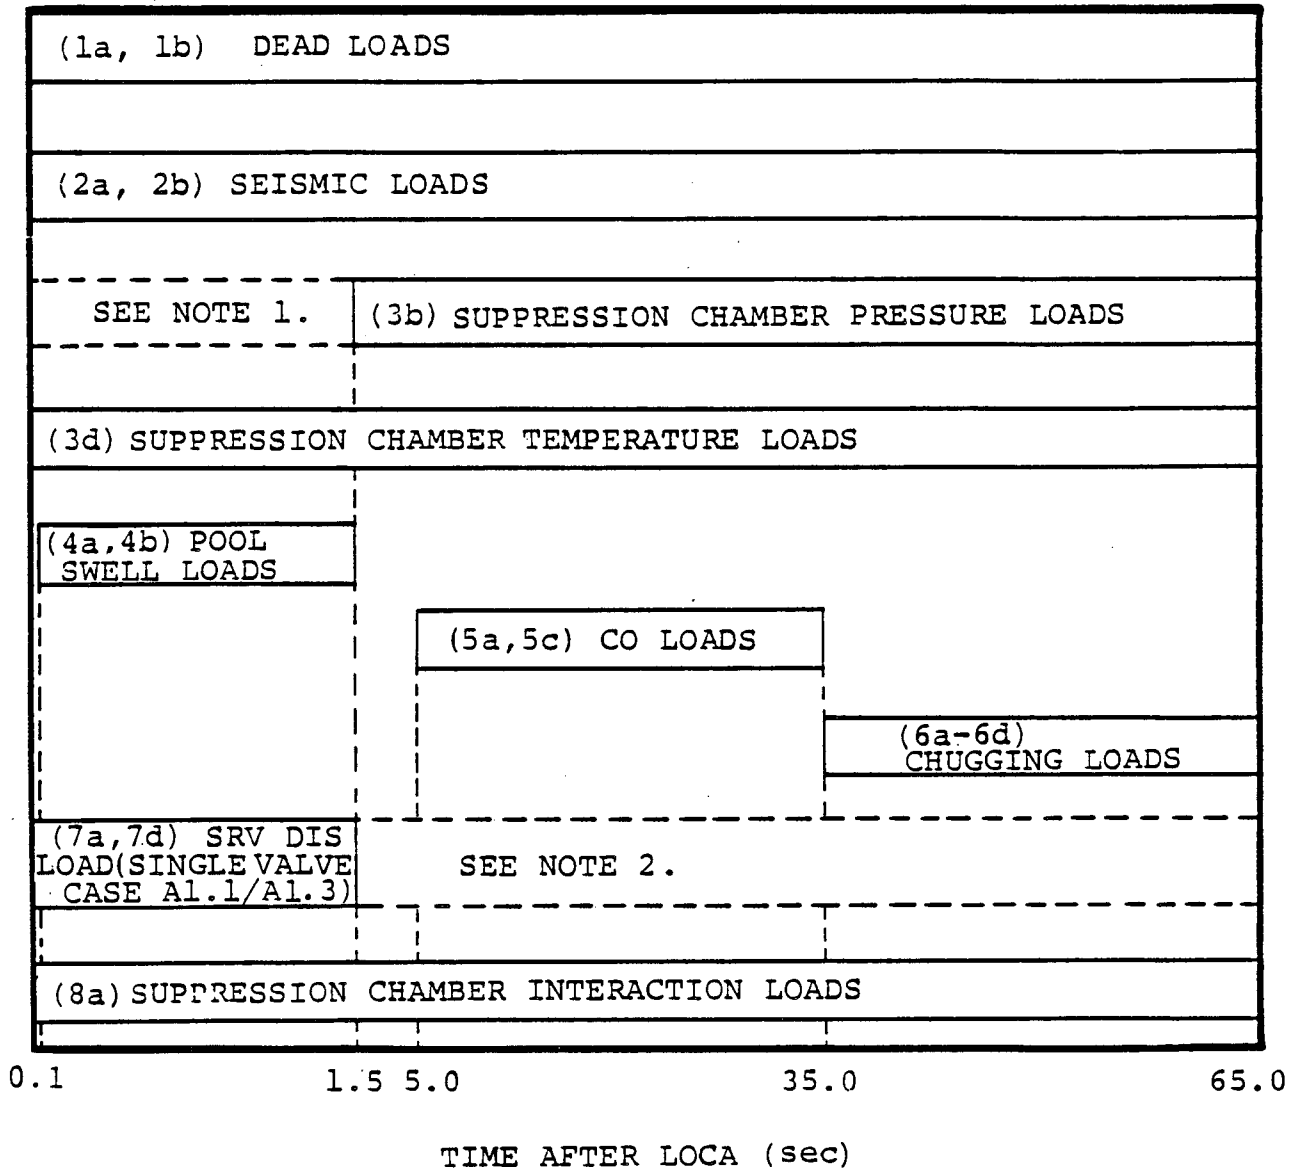 (1a, 1b) DEAD LOADS
(2a, 2b) SEISMIC LOADS
SEE NOTE 1.
(3b) SUPPRESSION CHAMBER PRESSURE LOADS
(3d) SUPPRESSION CHAMBER TEMPERATURE LOADS
(4a,4b) POOL
SWELL LOADS
(5a,5c) CO LOADS
(6a-6d)
CHUGGING LOADS
(7a,7d) SRV DIS
LOAD(SINGLE VALVE
CASE A1.1/A1.3)
SEE NOTE 2.
(8a) SUPPRESSION CHAMBER INTERACTION LOADS
0.1 1.5 5.0 35.0 65.0
TIME AFTER LOCA (sec)